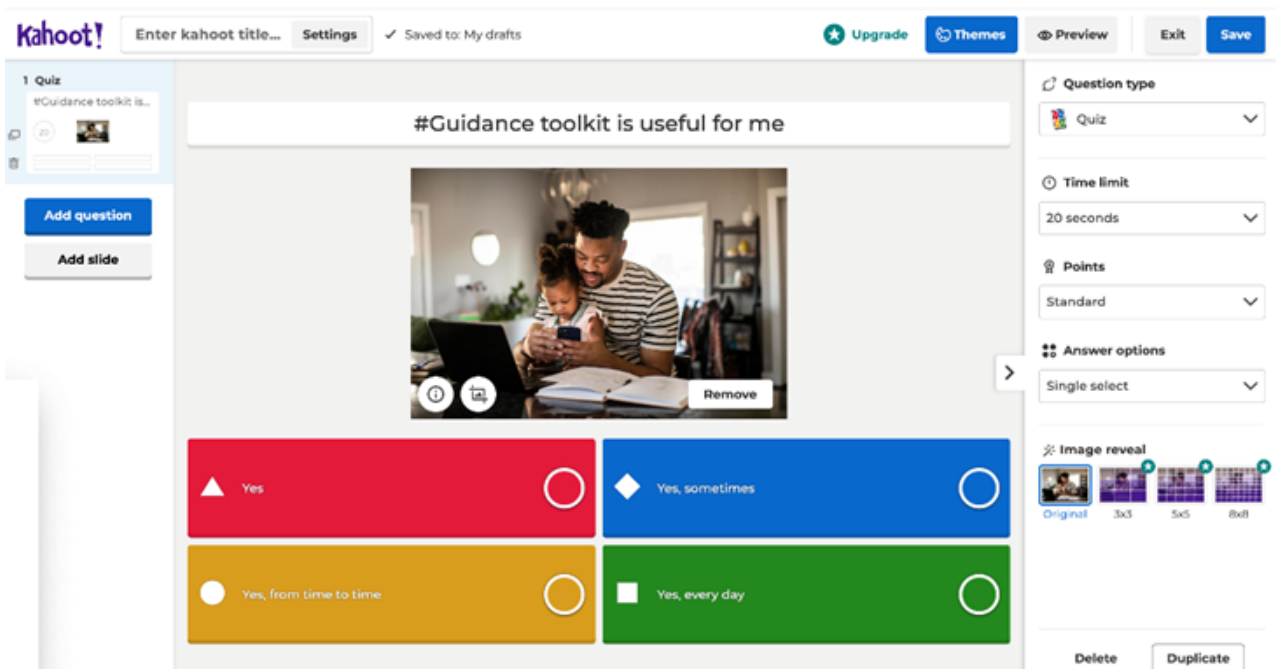 Kahoot!
Enter kahoot title...
Settings
Saved to: My drafts
Upgrade
Themes
Preview
Exit
Save
1 Quiz
#Guidance toolkit is...
20
Add question
Add slide
#Guidance toolkit is useful for me
Remove
Yes
Yes, sometimes
Yes, from time to time
Yes, every day
Question type
Quiz
Time limit
20 seconds
Points
Standard
Answer options
Single select
Image reveal
Original
3x3
5x5
8x8
Delete
Duplicate